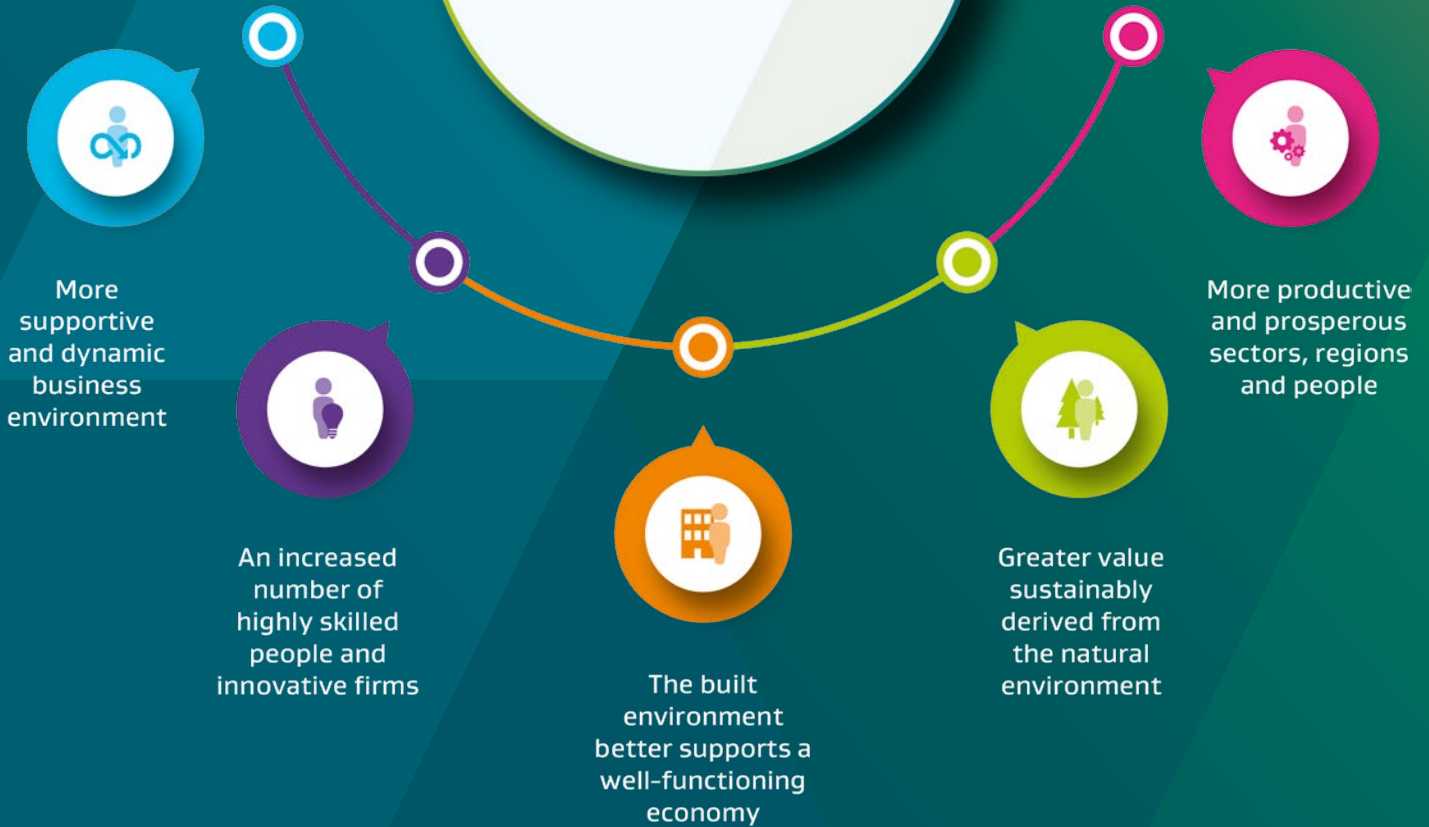 More
supportive
and dynamic
business
environment
An increased
number of
highly skilled
people and
innovative firms
The built
environment
better supports a
well-functioning
economy
Greater value
sustainably
derived from
the natural
environment
More productive
and prosperous
sectors, regions
and people